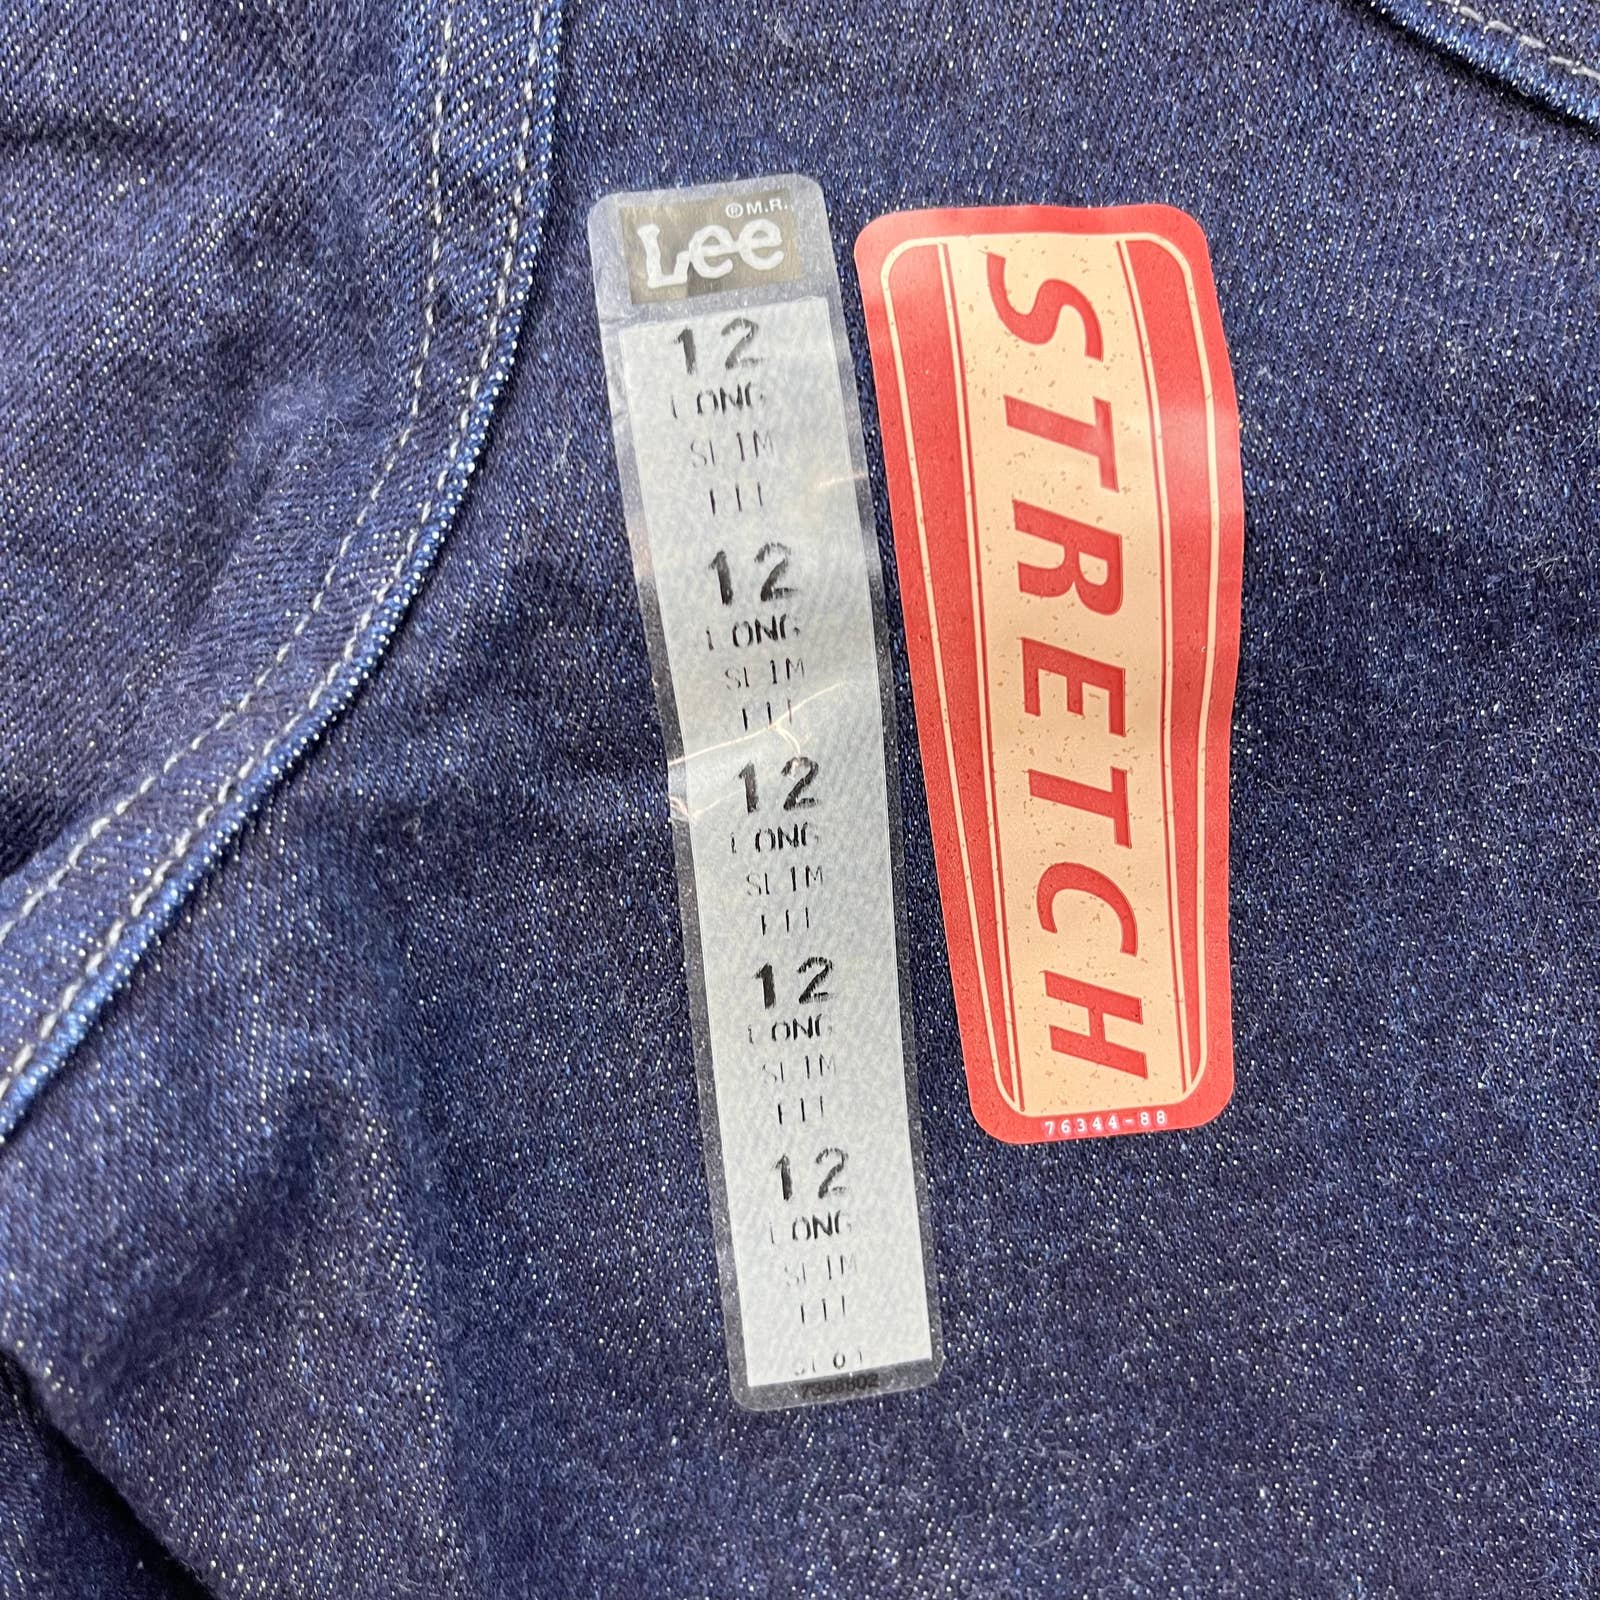 ® M.R.
Lee
12
LONG
SLIM
FIT
12
LONG
SLIM
FIT
12
LONG
SLIM
FIT
12
LONG
SLIM
FIT
12
LONG
SLIM
FIT
STRETCH
76344-88